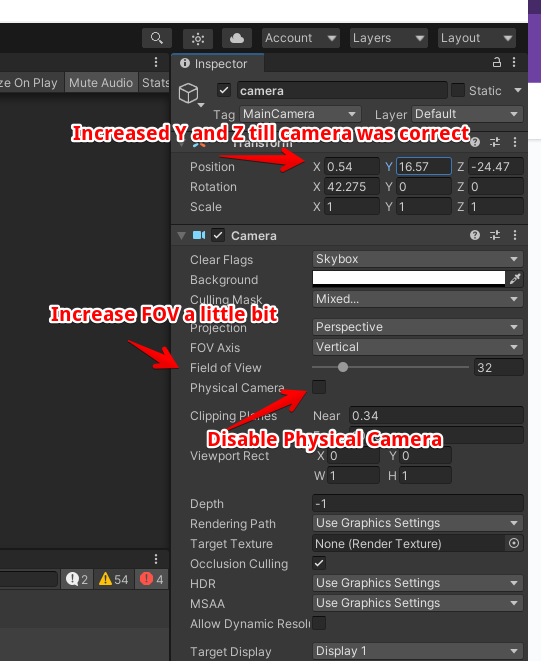 Account Layers Layout
ze On Play Mute Audio Stats
Inspector
camera Static
Tag MainCamera Layer Default
Increased Y and Z till camera was correct
Transform
Position X 0.54 Y 16.57 Z -24.47
Rotation X 42.275 Y 0 Z 0
Scale X 1 Y 1 Z 1
Camera
Clear Flags Skybox
Background
Culling Mask Mixed...
Increase FOV a little bit
Projection Perspective
FOV Axis Vertical
Field of View 32
Physical Camera
Clipping Planes Near 0.34
Disable Physical Camera
Viewport Rect X 0 Y 0
W 1 H 1
Depth -1
Rendering Path Use Graphics Settings
Target Texture None (Render Texture)
Occlusion Culling
2 54 4
HDR Use Graphics Settings
MSAA Use Graphics Settings
Allow Dynamic Resolu
Target Display Display 1